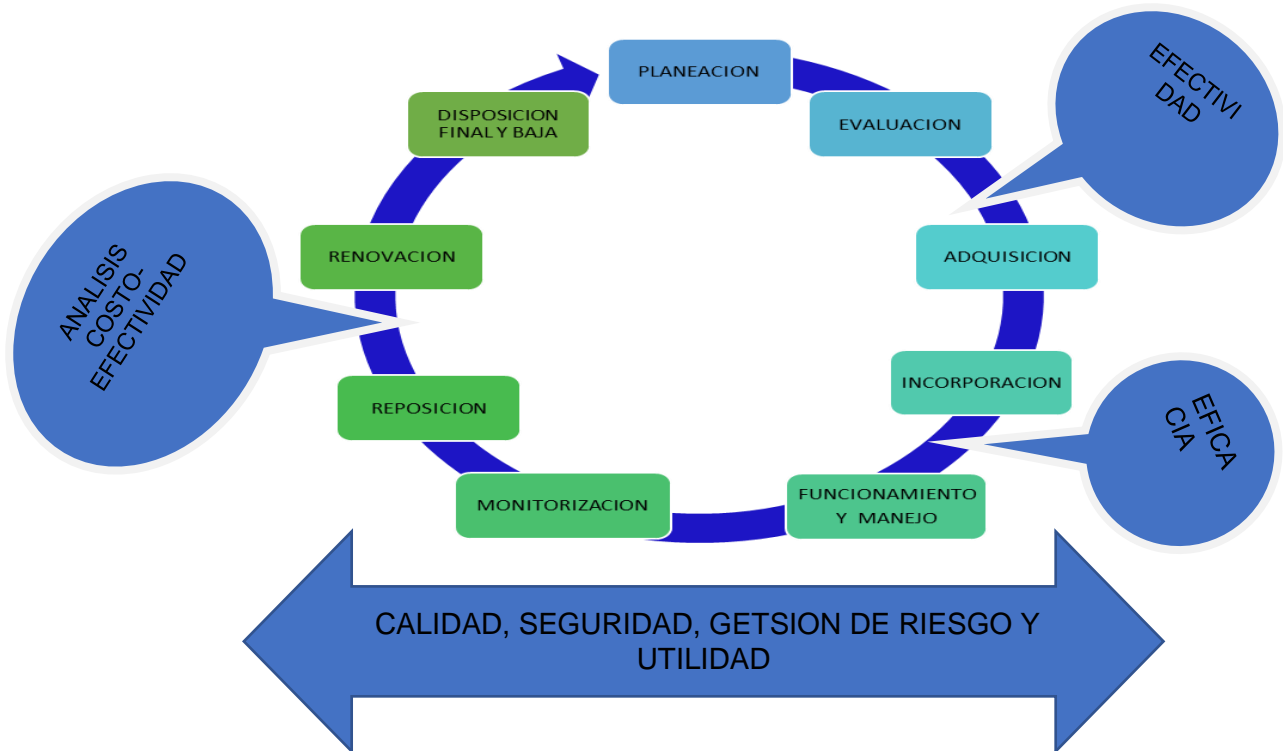 PLANEACION
EVALUACION
EFECTIVI
DAD
ADQUISICION
INCORPORACION
EFICA
CIA
FUNCIONAMIENTO
Y MANEJO
MONITORIZACION
REPOSICION
ANALISIS
COSTO-
EFECTIVIDAD
RENOVACION
DISPOSICION
FINAL Y BAJA
CALIDAD, SEGURIDAD, GETSION DE RIESGO Y
UTILIDAD